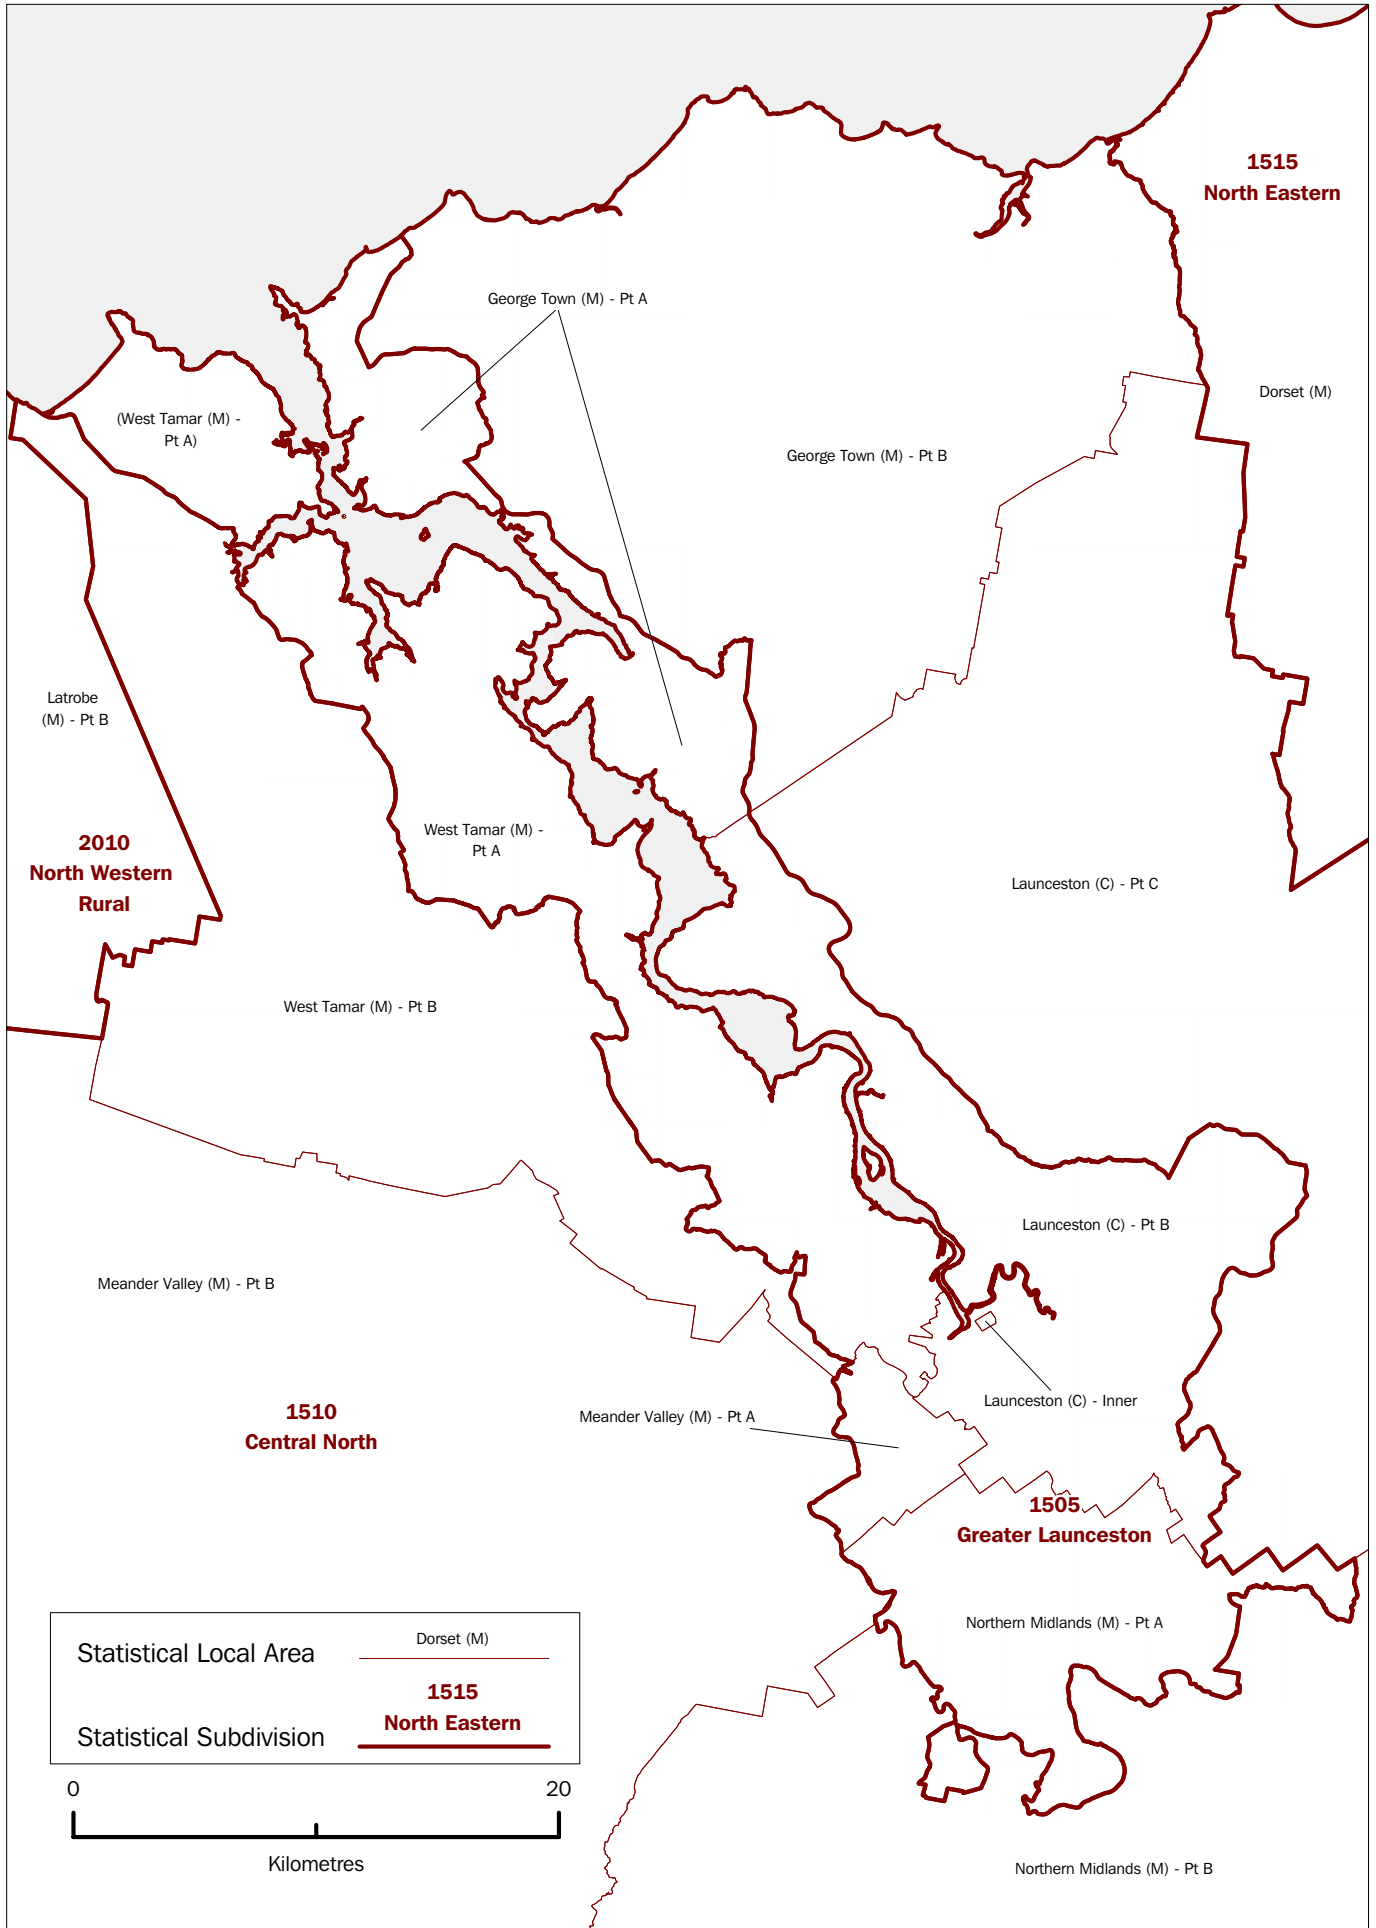 1515
North Eastern
George Town (M) - Pt A
Dorset (M)
(West Tamar (M) -
Pt A)
George Town (M) - Pt B
Latrobe
(M) - Pt B
2010
North Western
Rural
West Tamar (M) -
Pt A
Launceston (C) - Pt C
West Tamar (M) - Pt B
Launceston (C) - Pt B
Meander Valley (M) - Pt B
Launceston (C) - Inner
1510
Central North
Meander Valley (M) - Pt A
1505
Greater Launceston
Northern Midlands (M) - Pt A
Statistical Local Area
Dorset (M)
1515
North Eastern
Statistical Subdivision
0
20
Kilometres
Northern Midlands (M) - Pt B